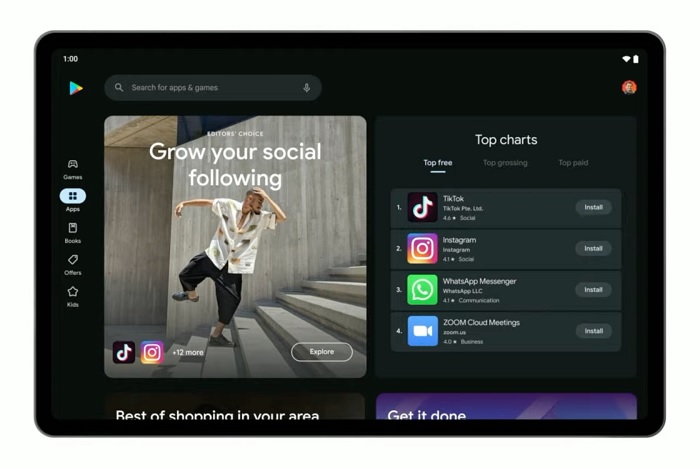 1:00
Search for apps & games
Games
Apps
Books
Offers
Kids
EDITORS' CHOICE
Grow your social
following
+12 more
Explore
Top charts
Top free
Top grossing
Top paid
1.
TikTok
TikTok Pte. Ltd.
4.6 ★ Social
Install
2.
Instagram
Instagram
4.1 ★ Social
Install
3.
WhatsApp Messenger
WhatsApp LLC
4.1 ★ Communication
Install
4.
ZOOM Cloud Meetings
zoom.us
4.0 ★ Business
Install
Best of shopping in your area
Get it done